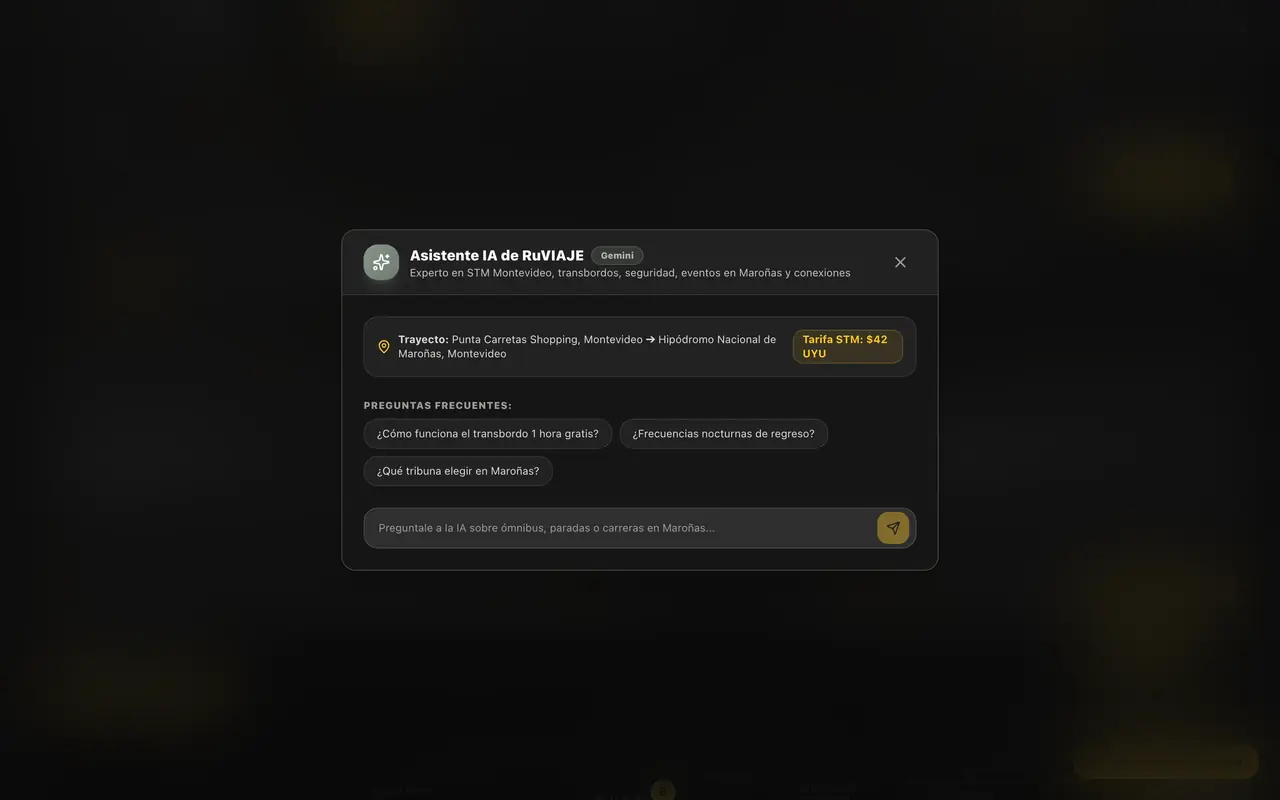 Asistente IA de RuVIAJE Gemini
Experto en STM Montevideo, transbordos, seguridad, eventos en Maroñas y conexiones
Trayecto: Punta Carretas Shopping, Montevideo ➔ Hipódromo Nacional de
Maroñas, Montevideo
Tarifa STM: $42
UYU
PREGUNTAS FRECUENTES:
¿Cómo funciona el transbordo 1 hora gratis?
¿Frecuencias nocturnas de regreso?
¿Qué tribuna elegir en Maroñas?
Preguntale a la IA sobre ómnibus, paradas o carreras en Maroñas...